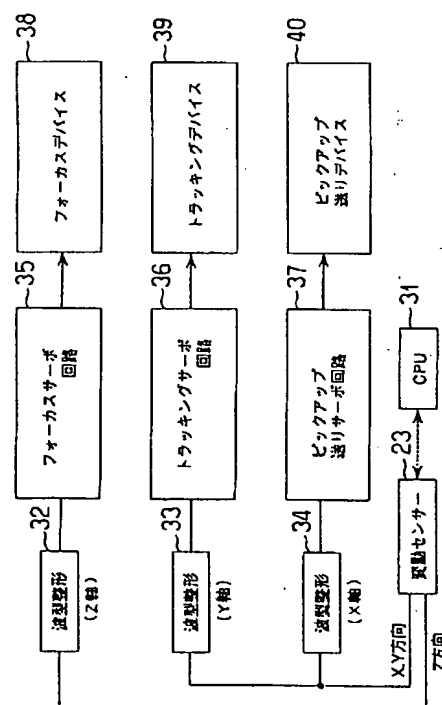 38
フォーカスデバイス
35
フォーカスサーボ
回路
32
波型整形
(Z軸)
39
トラッキングデバイス
36
トラッキングサーボ
回路
33
波型整形
(Y軸)
40
ピックアップ
送りデバイス
37
ピックアップ
送りサーボ回路
34
波型整形
(X軸)
31
CPU
23
変動センサー
X,Y方向
Z方向